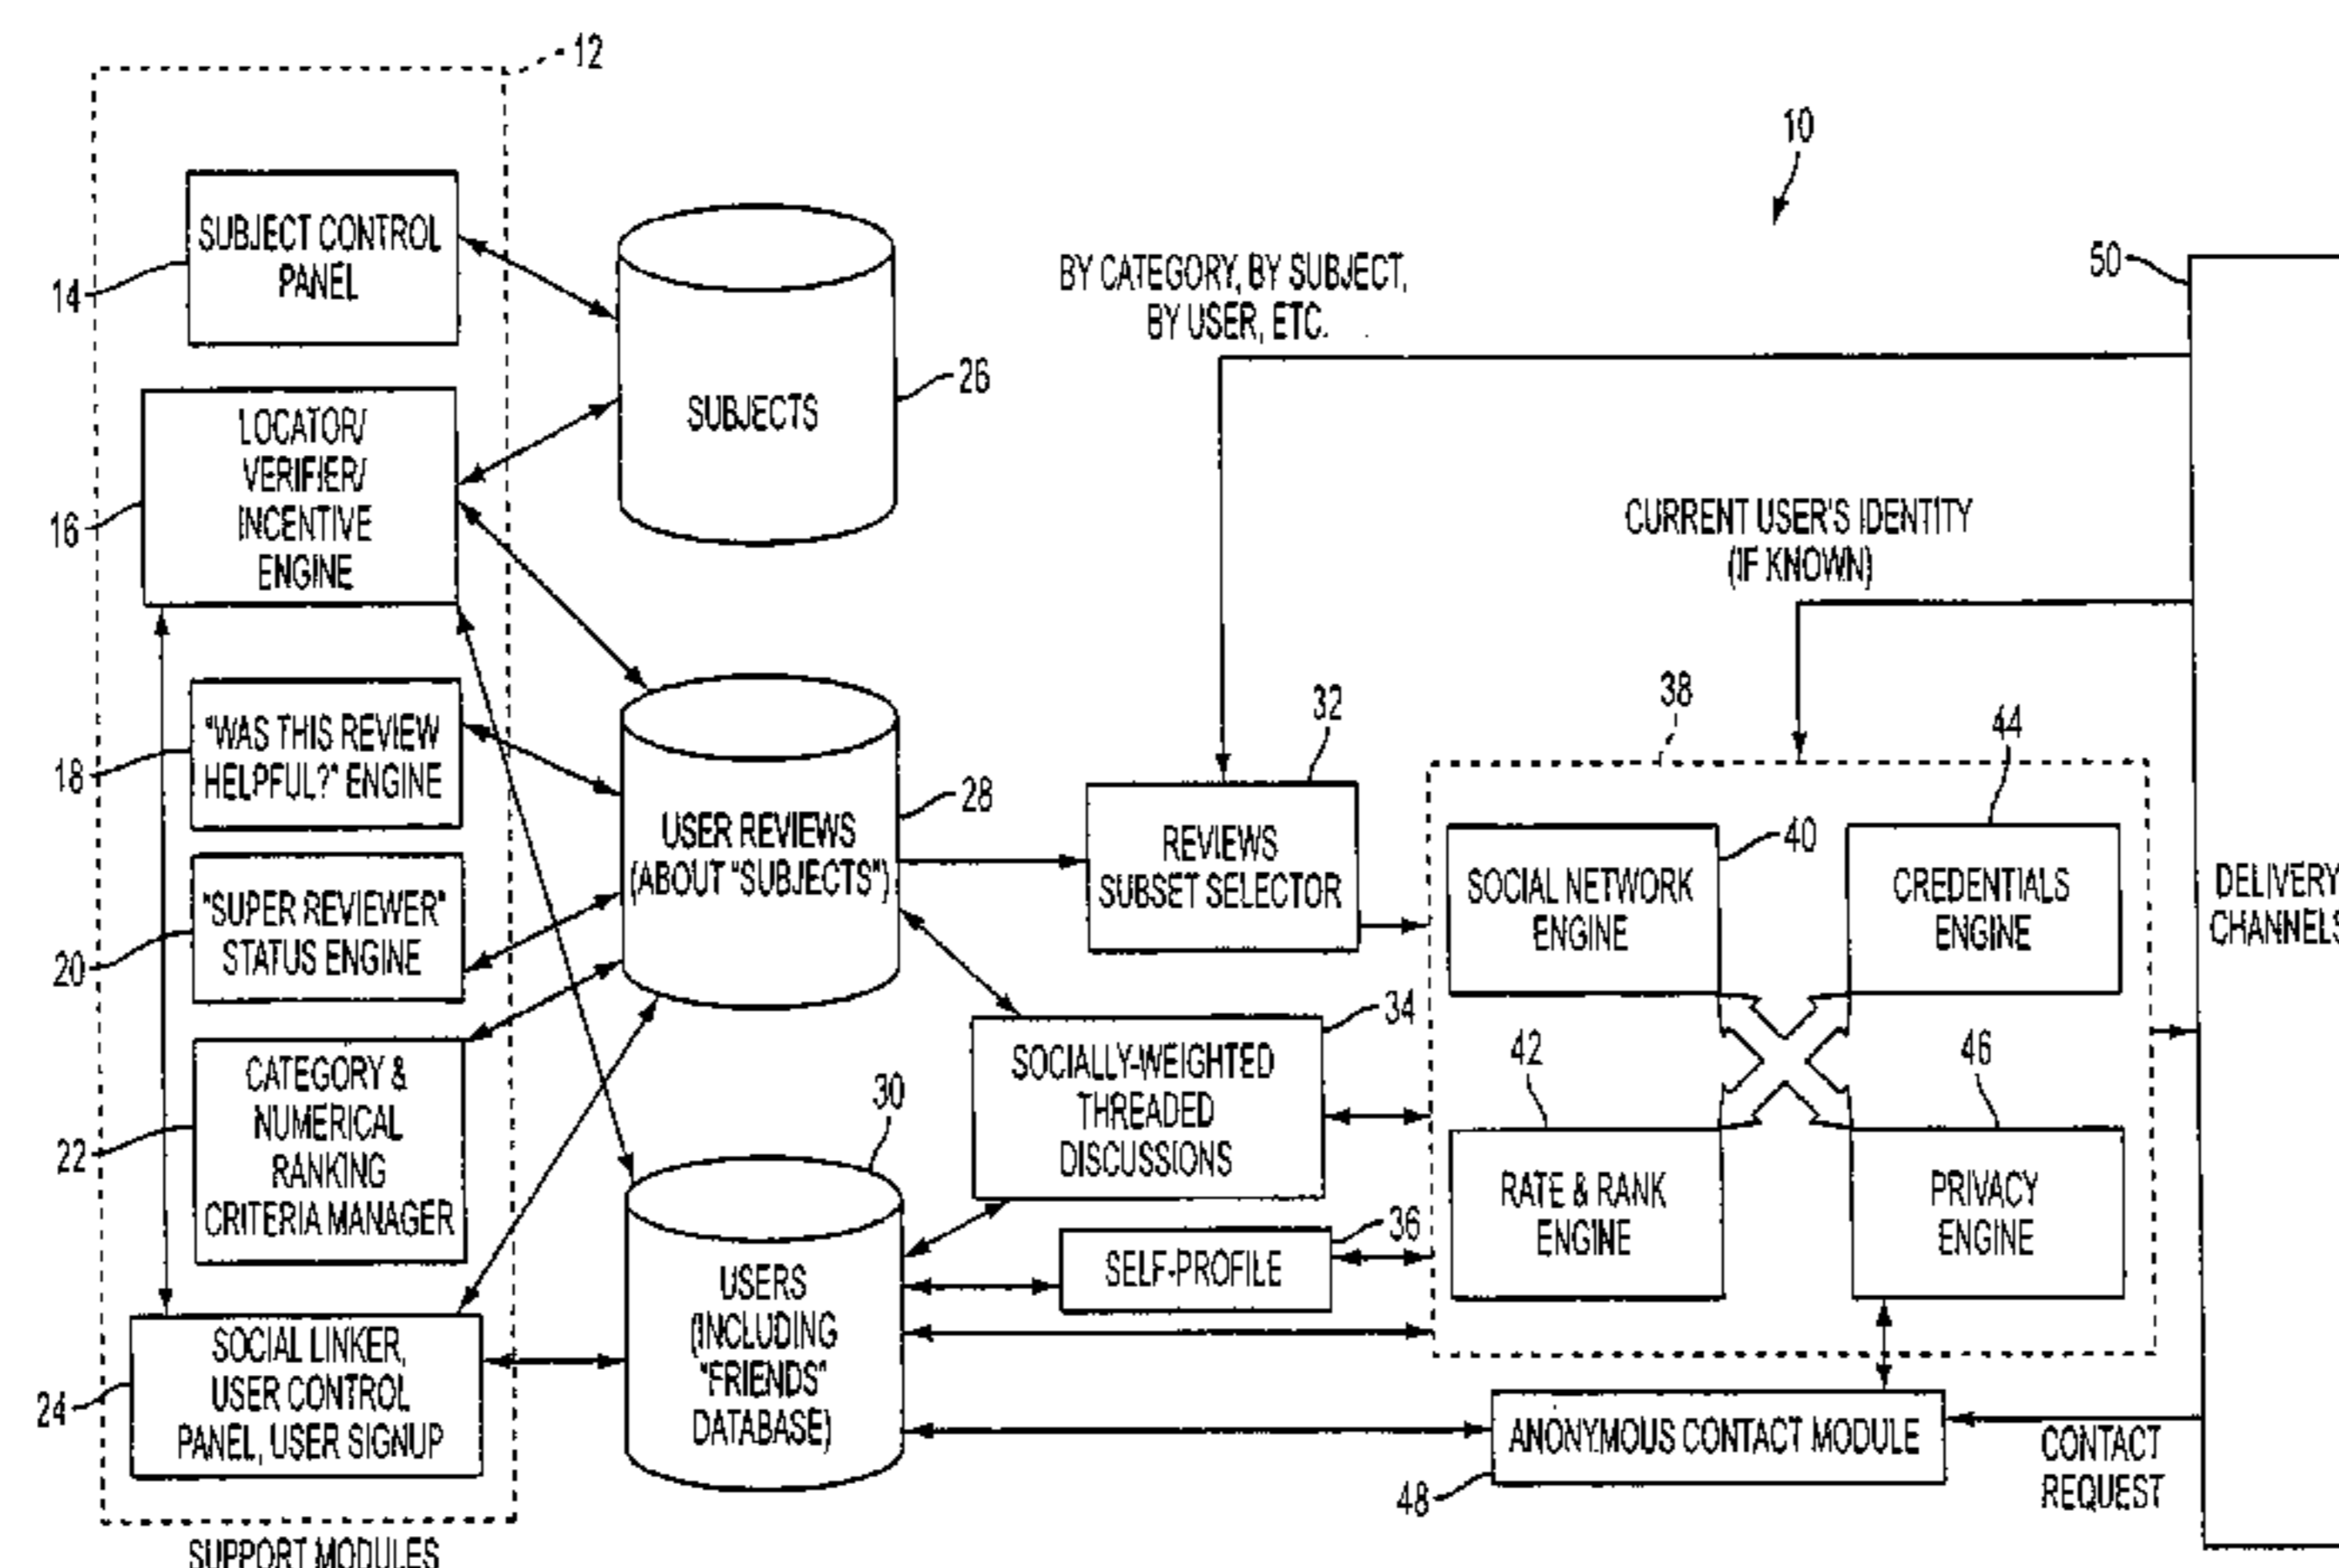 12
10
SUBJECT CONTROL
PANEL
14
BY CATEGORY, BY SUBJECT,
BY USER, ETC.
50
LOCATOR/
VERIFIER/
INCENTIVE
ENGINE
16
SUBJECTS
26
CURRENT USER'S IDENTITY
(IF KNOWN)
"WAS THIS REVIEW
HELPFUL?" ENGINE
18
"SUPER REVIEWER"
STATUS ENGINE
20
USER REVIEWS
(ABOUT "SUBJECTS")
28
32
REVIEWS
SUBSET SELECTOR
38
44
40
SOCIAL NETWORK
ENGINE
CREDENTIALS
ENGINE
DELIVERY
CHANNELS
CATEGORY &
NUMERICAL
RANKING
CRITERIA MANAGER
22
30
34
SOCIALLY-WEIGHTED
THREADED
DISCUSSIONS
42
46
RATE & RANK
ENGINE
PRIVACY
ENGINE
36
SELF-PROFILE
USERS
(INCLUDING
"FRIENDS"
DATABASE)
SOCIAL LINKER,
USER CONTROL
PANEL, USER SIGNUP
24
ANONYMOUS CONTACT MODULE
48
CONTACT
REQUEST
SUPPORT MODULES